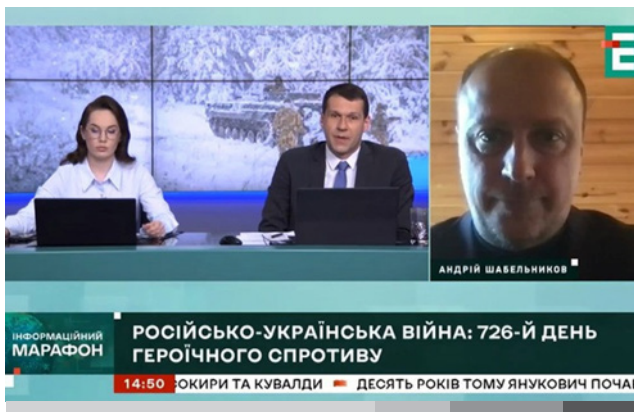 АНДРІЙ ШАБЕЛЬНИКОВ
ІНФОРМАЦІЙНИЙ
МАРАФОН
РОСІЙСЬКО-УКРАЇНСЬКА ВІЙНА: 726-Й ДЕНЬ
ГЕРОЇЧНОГО СПРОТИВУ
14:50 СОКИРИ ТА КУВАЛДИ ДЕСЯТЬ РОКІВ ТОМУ ЯНУКОВИЧ